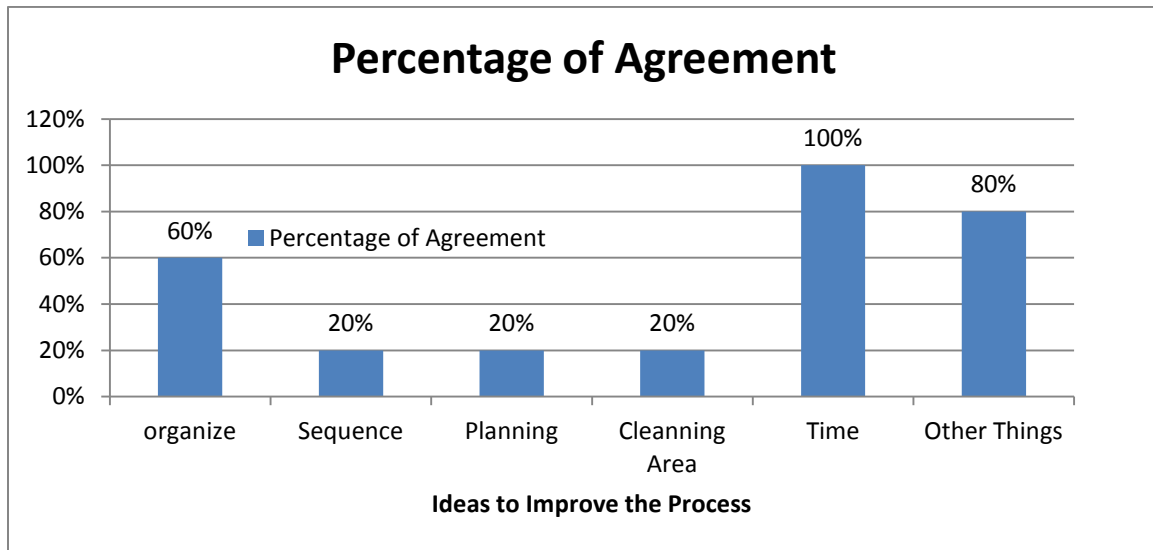 Percentage of Agreement
120%
100%
80%
60%
40%
20%
0%
60%
20%
20%
20%
100%
80%
Percentage of Agreement
organize
Sequence
Planning
Cleanning
Area
Time
Other Things
Ideas to Improve the Process